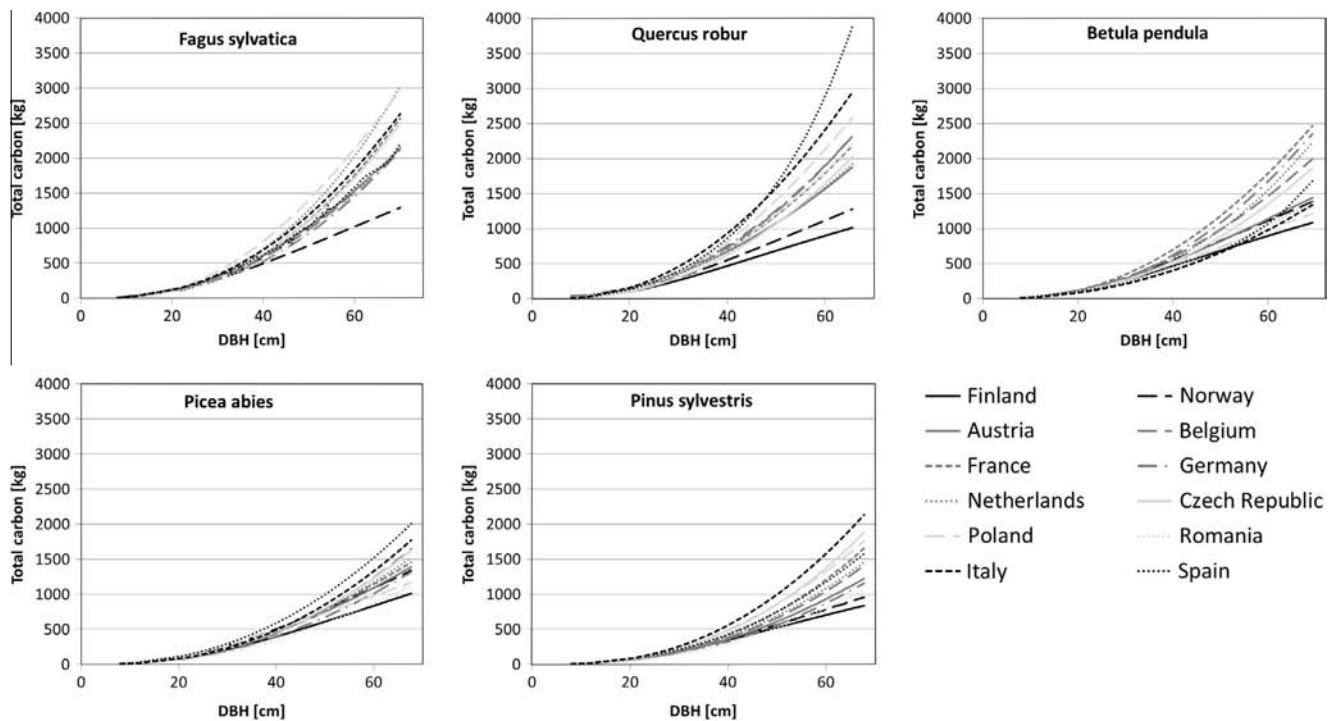 Fagus sylvatica
Total carbon [kg]
4000
3500
3000
2500
2000
1500
1000
500
0
0 20 40 60
DBH [cm]
Quercus robur
Total carbon [kg]
4000
3500
3000
2500
2000
1500
1000
500
0
0 20 40 60
DBH [cm]
Betula pendula
Total carbon [kg]
4000
3500
3000
2500
2000
1500
1000
500
0
0 20 40 60
DBH [cm]
Picea abies
Total carbon [kg]
4000
3500
3000
2500
2000
1500
1000
500
0
0 20 40 60
DBH [cm]
Pinus sylvestris
Total carbon [kg]
4000
3500
3000
2500
2000
1500
1000
500
0
0 20 40 60
DBH [cm]
Finland Norway
Austria Belgium
France Germany
Netherlands Czech Republic
Poland Romania
Italy Spain